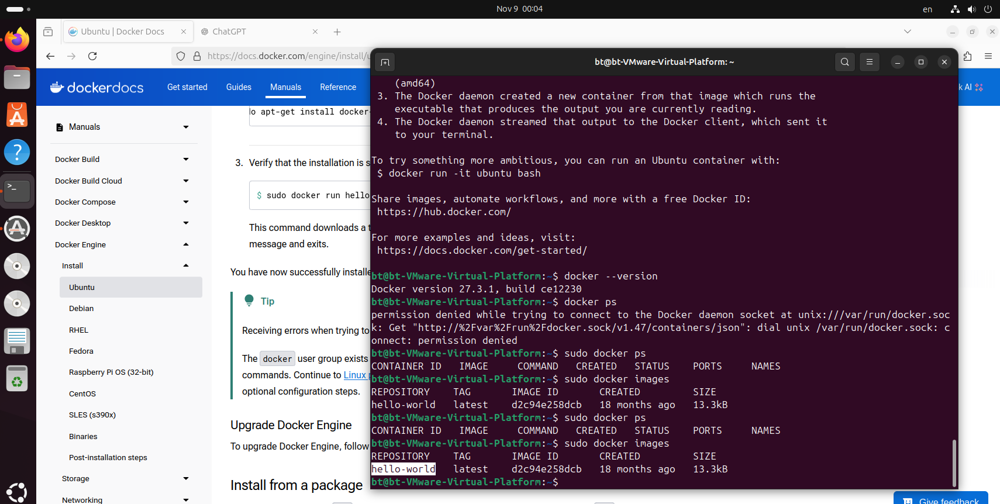 Nov 9 00:04
en
Ubuntu | Docker Docs
ChatGPT
https://docs.docker.com/engine/install/u
dockerdocs
Get started
Guides
Manuals
Reference
k AI
Manuals
Docker Build
Docker Build Cloud
Docker Compose
Docker Desktop
Docker Engine
Install
Ubuntu
Debian
RHEL
Fedora
Raspberry Pi OS (32-bit)
CentOS
SLES (s390x)
Binaries
Post-installation steps
Storage
Networking
do apt-get install docker-
3. Verify that the installation is s
$ sudo docker run hello
This command downloads a t
message and exits.
You have now successfully installe
Tip
Receiving errors when trying to
The docker user group exists
commands. Continue to Linux p
optional configuration steps.
Upgrade Docker Engine
To upgrade Docker Engine, follow
Install from a package
Give feedback
bt@bt-VMware-Virtual-Platform: ~
(amd64)
3. The Docker daemon created a new container from that image which runs the
executable that produces the output you are currently reading.
4. The Docker daemon streamed that output to the Docker client, which sent it
to your terminal.
To try something more ambitious, you can run an Ubuntu container with:
$ docker run -it ubuntu bash
Share images, automate workflows, and more with a free Docker ID:
https://hub.docker.com/
For more examples and ideas, visit:
https://docs.docker.com/get-started/
bt@bt-VMware-Virtual-Platform:~$ docker --version
Docker version 27.3.1, build ce12230
bt@bt-VMware-Virtual-Platform:~$ docker ps
permission denied while trying to connect to the Docker daemon socket at unix:///var/run/docker.soc
k: Get "http://%2Fvar%2Frun%2Fdocker.sock/v1.47/containers/json": dial unix /var/run/docker.sock: c
onnect: permission denied
bt@bt-VMware-Virtual-Platform:~$ sudo docker ps
CONTAINER ID IMAGE COMMAND CREATED STATUS PORTS NAMES
bt@bt-VMware-Virtual-Platform:~$ sudo docker images
REPOSITORY TAG IMAGE ID CREATED SIZE
hello-world latest d2c94e258dcb 18 months ago 13.3kB
bt@bt-VMware-Virtual-Platform:~$ sudo docker ps
CONTAINER ID IMAGE COMMAND CREATED STATUS PORTS NAMES
bt@bt-VMware-Virtual-Platform:~$ sudo docker images
REPOSITORY TAG IMAGE ID CREATED SIZE
hello-world latest d2c94e258dcb 18 months ago 13.3kB
bt@bt-VMware-Virtual-Platform:~$